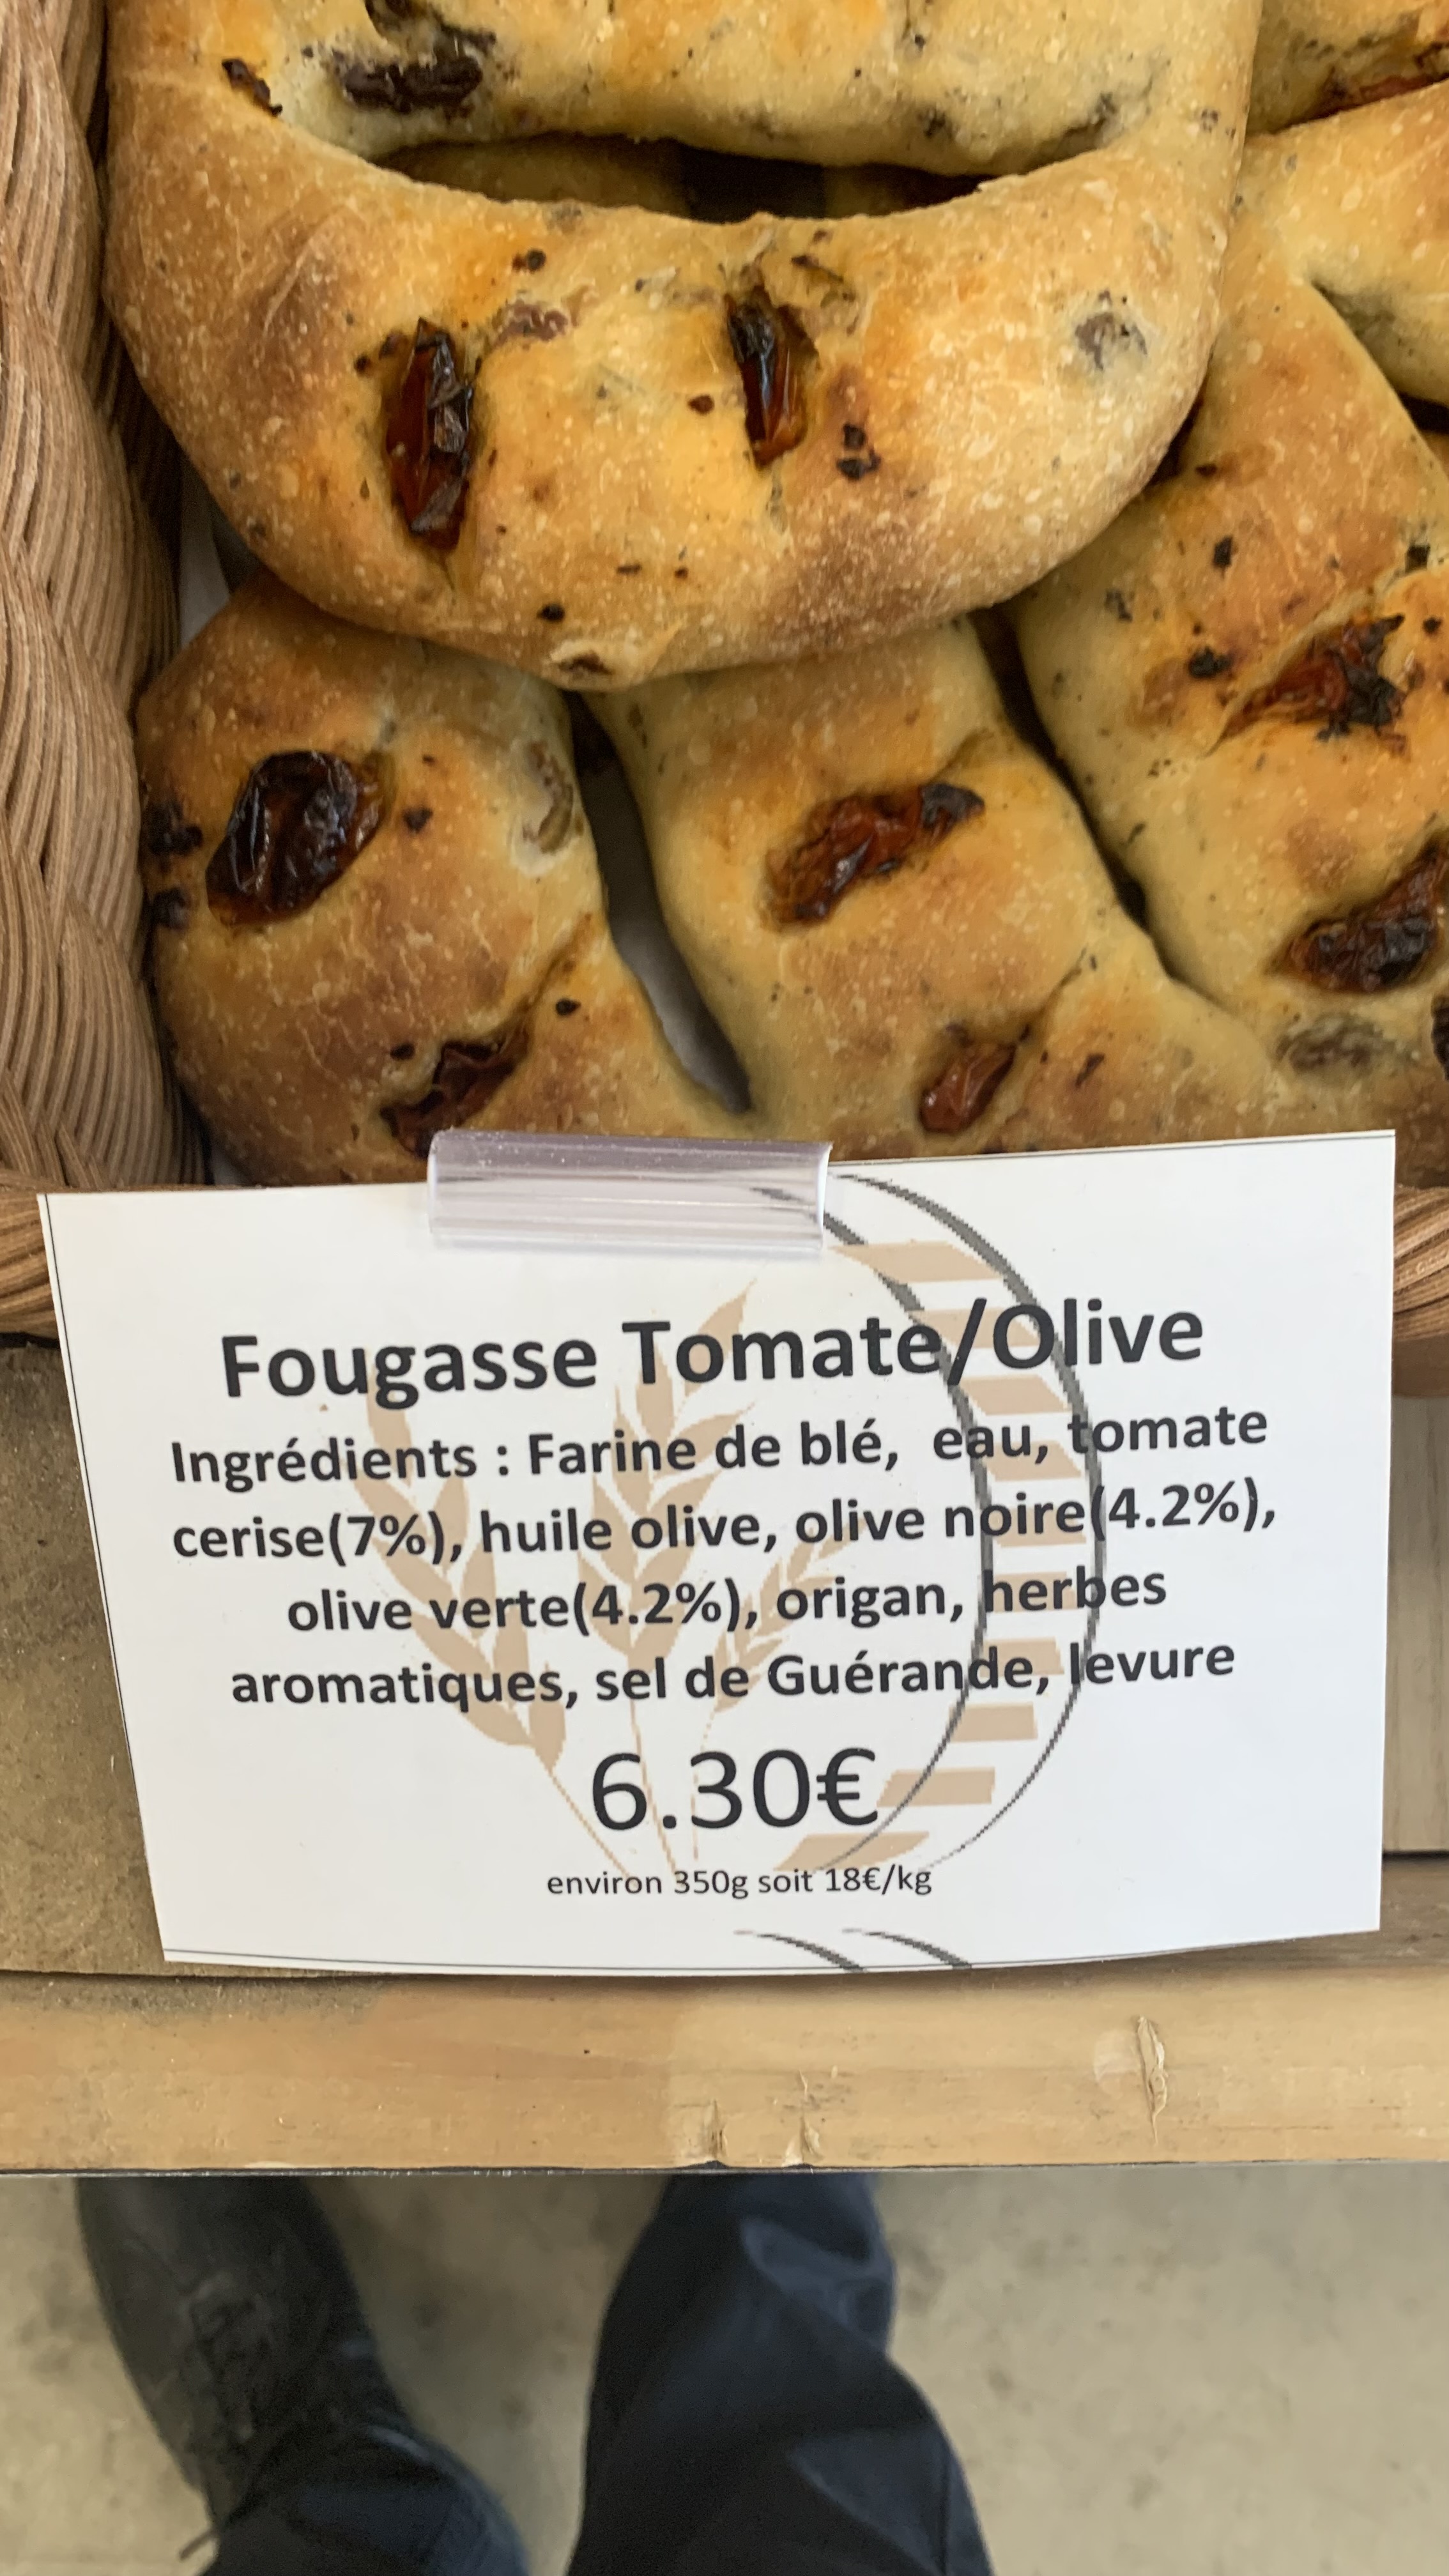 Fougasse Tomate/Olive
Ingrédients : Farine de blé,  eau, tomate
cerise(7%), huile olive, olive noire(4.2%),
olive verte(4.2%), origan, herbes
aromatiques, sel de Guérande, levure
6.30€
environ 350g soit 18€/kg